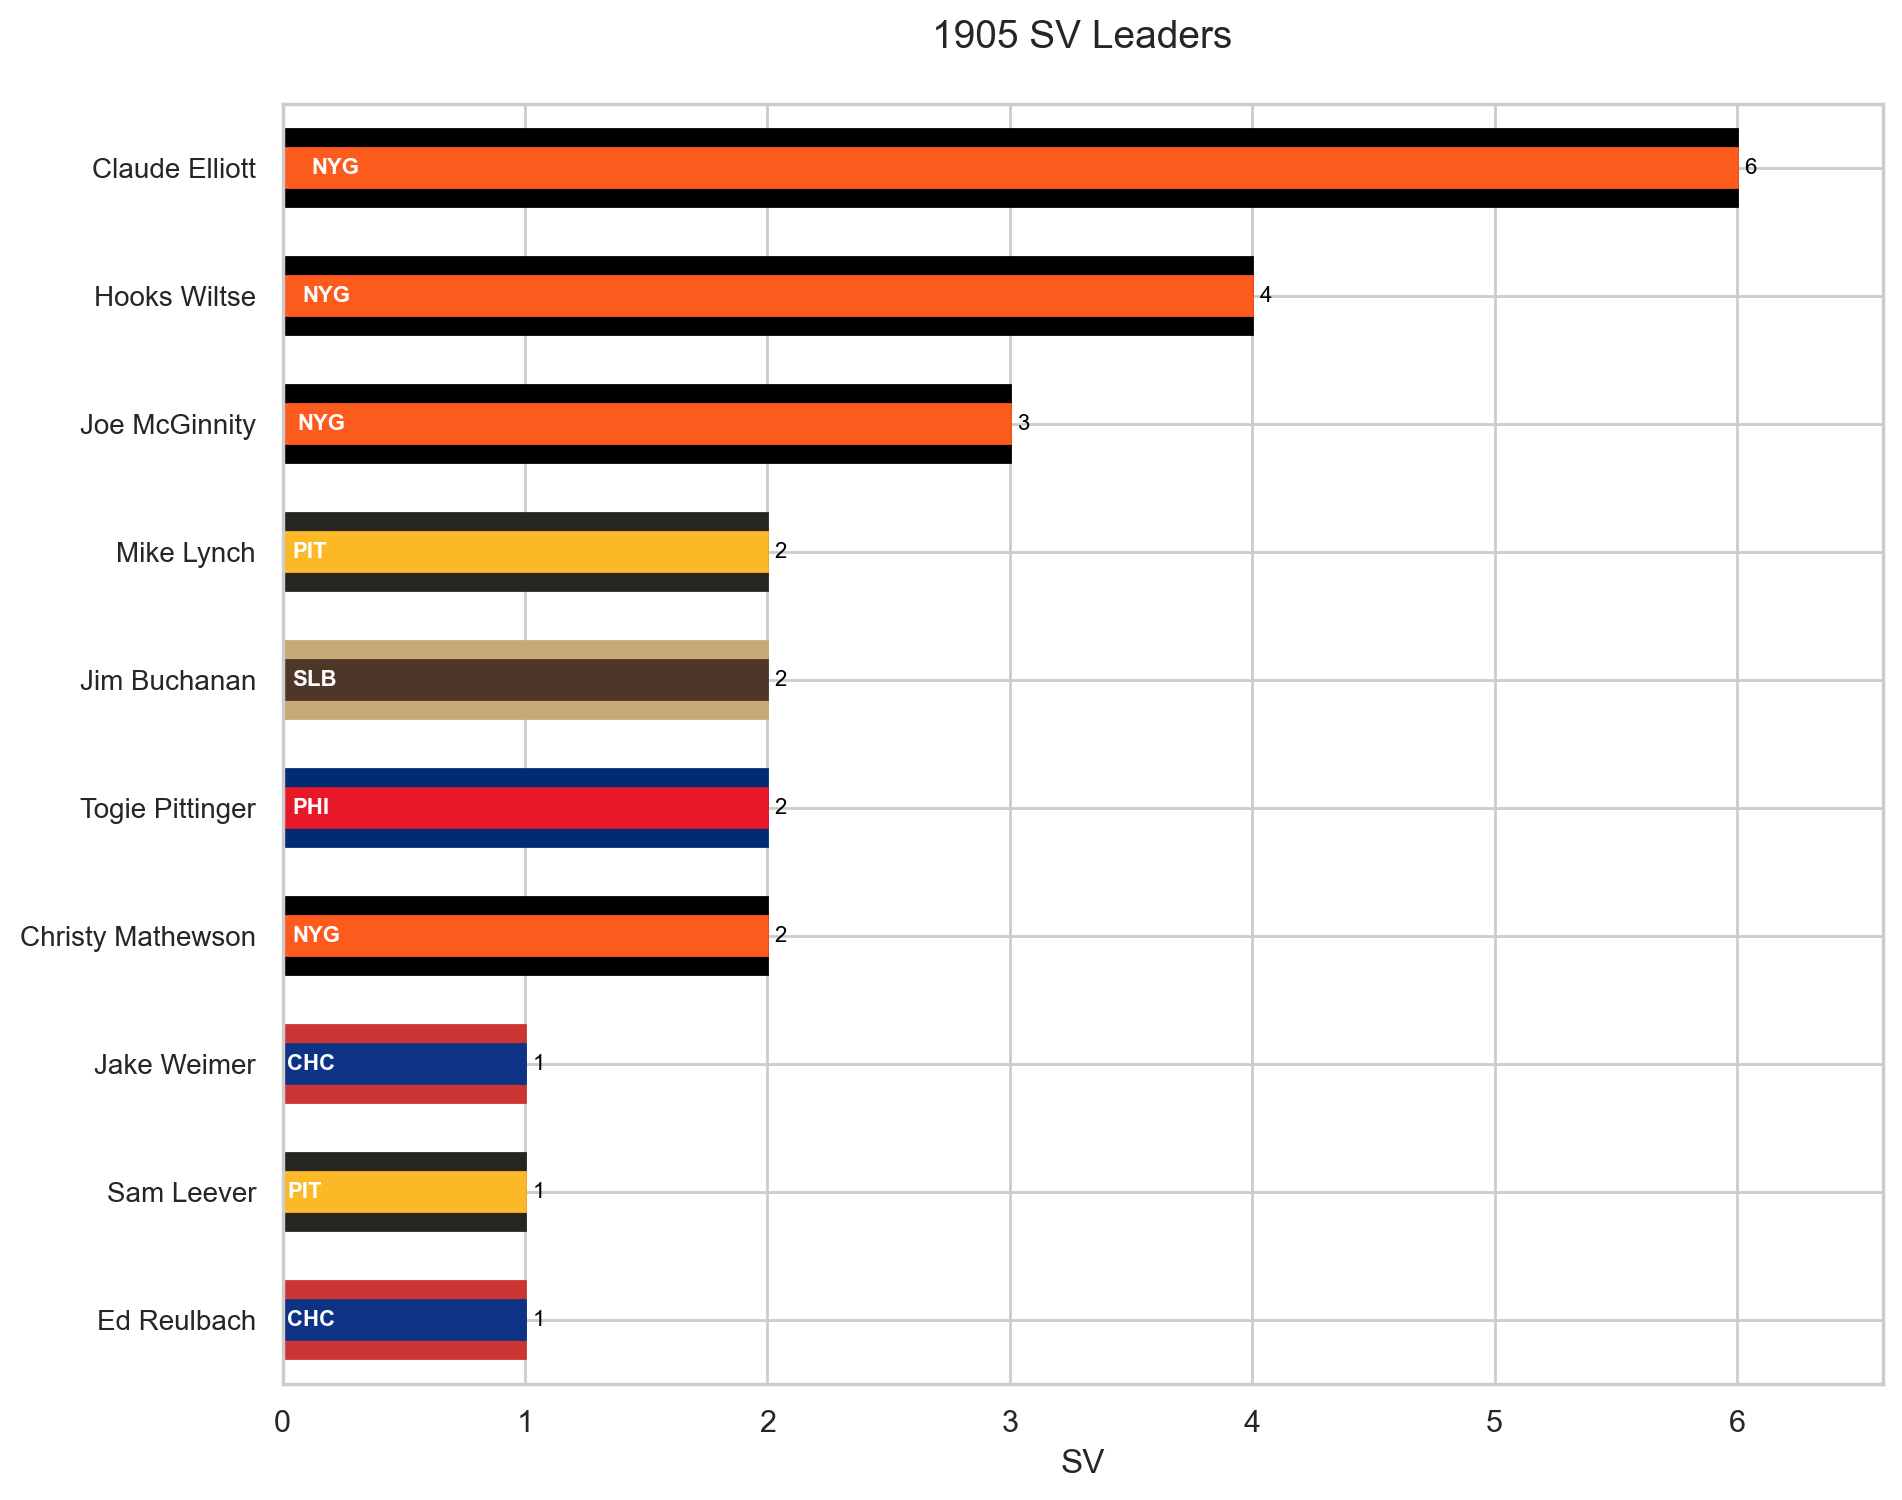 1905 SV Leaders
Claude Elliott NYG 6
Hooks Wiltse NYG 4
Joe McGinnity NYG 3
Mike Lynch PIT 2
Jim Buchanan SLB 2
Togie Pittinger PHI 2
Christy Mathewson NYG 2
Jake Weimer CHC 1
Sam Leever PIT 1
Ed Reulbach CHC 1
0 1 2 3 4 5 6
SV